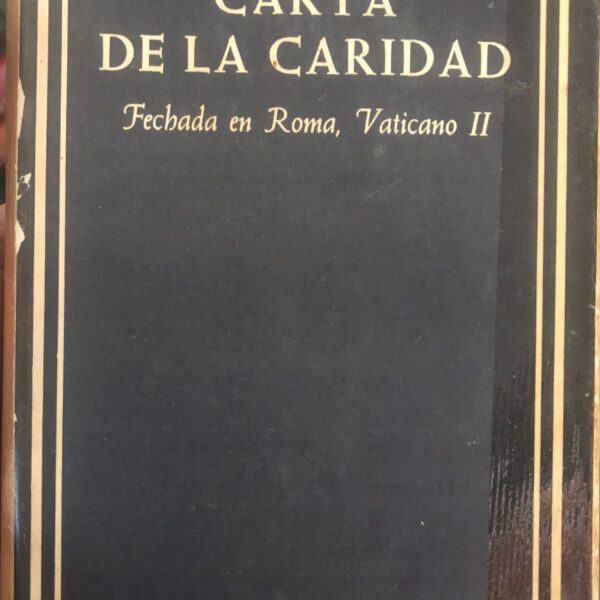 CARTA
DE LA CARIDAD
Fechada en Roma, Vaticano II